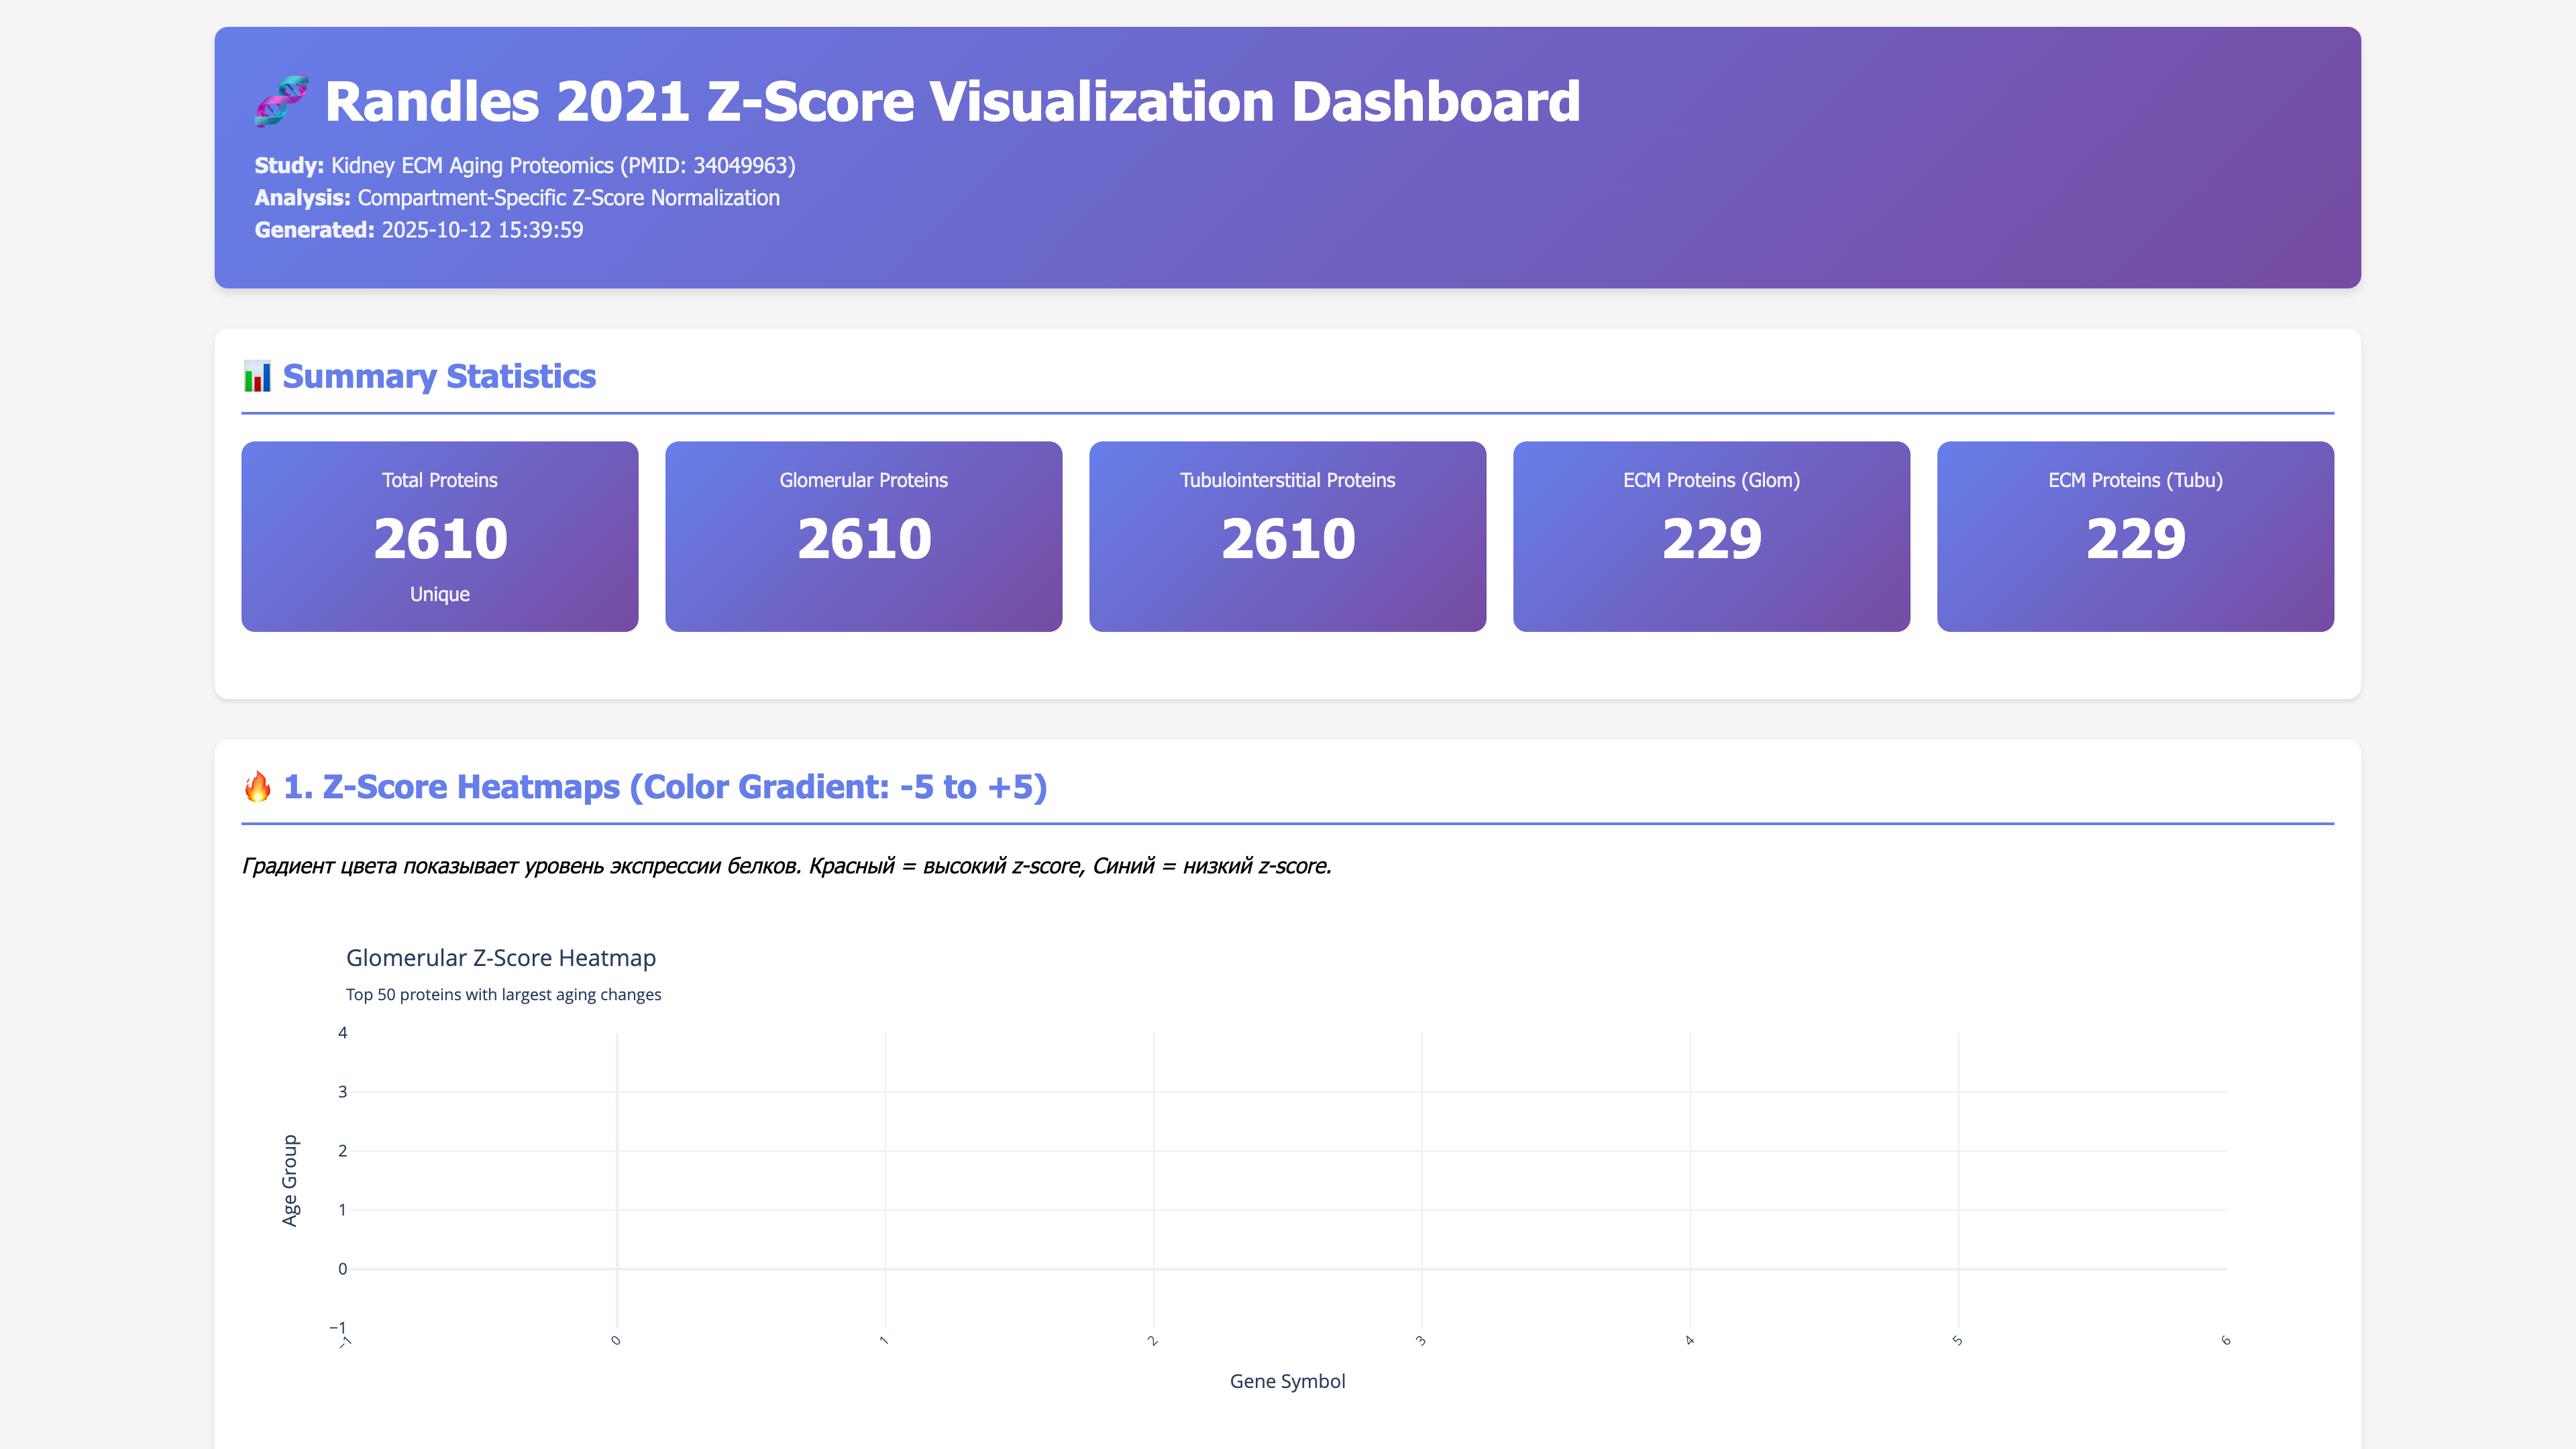 Randles 2021 Z-Score Visualization Dashboard
Study: Kidney ECM Aging Proteomics (PMID: 34049963)
Analysis: Compartment-Specific Z-Score Normalization
Generated: 2025-10-12 15:39:59
Summary Statistics
Total Proteins
2610
Unique
Glomerular Proteins
2610
Tubulointerstitial Proteins
2610
ECM Proteins (Glom)
229
ECM Proteins (Tubu)
229
1. Z-Score Heatmaps (Color Gradient: -5 to +5)
Градиент цвета показывает уровень экспрессии белков. Красный = высокий z-score, Синий = низкий z-score.
Glomerular Z-Score Heatmap
Top 50 proteins with largest aging changes
4
3
2
1
0
−1
Age Group
−1 0 1 2 3 4 5 6
Gene Symbol